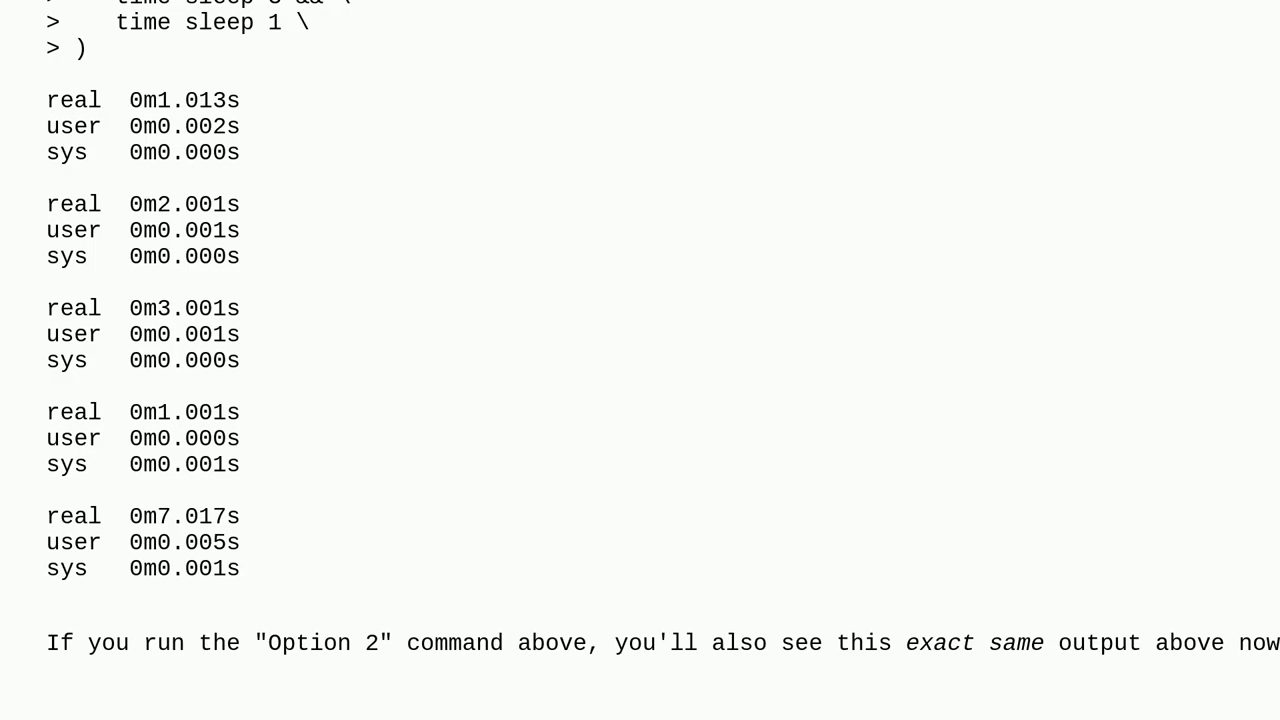 >    time sleep 3 && \
>    time sleep 1 \
> )
real  0m1.013s
user  0m0.002s
sys   0m0.000s
real  0m2.001s
user  0m0.001s
sys   0m0.000s
real  0m3.001s
user  0m0.001s
sys   0m0.000s
real  0m1.001s
user  0m0.000s
sys   0m0.001s
real  0m7.017s
user  0m0.005s
sys   0m0.001s
If you run the "Option 2" command above, you'll also see this exact same output above now